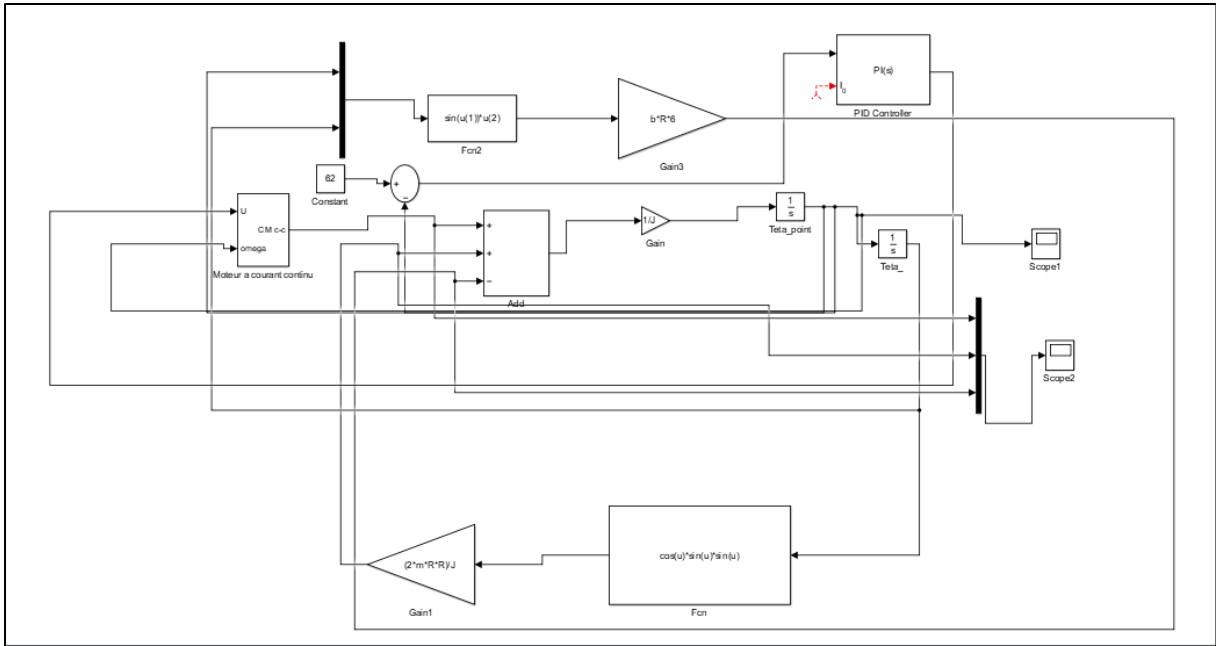 PI(s)
I0
PID Controller
sin(u(1))*u(2)
Fcn2
b*R*6
Gain3
62
Constant
+
−
U
CM c-c
omega
Moteur a courant continu
+
+
−
Add
1/J
Gain
1
s
Teta_point
1
s
Teta_
Scope1
Scope2
(2*m*R*R)/J
Gain1
cos(u)*sin(u)*sin(u)
Fcn